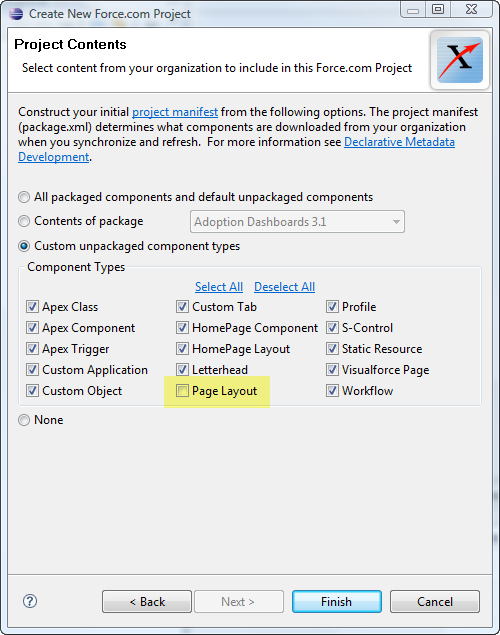 Create New Force.com Project
Project Contents
Select content from your organization to include in this Force.com Project
X
Construct your initial project manifest from the following options. The project manifest
(package.xml) determines what components are downloaded from your organization
when you synchronize and refresh.  For more information see Declarative Metadata
Development.
All packaged components and default unpackaged components
Contents of package
Adoption Dashboards 3.1
Custom unpackaged component types
Component Types
Select All Deselect All
Apex Class Custom Tab Profile
Apex Component HomePage Component S-Control
Apex Trigger HomePage Layout Static Resource
Custom Application Letterhead Visualforce Page
Custom Object Page Layout Workflow
None
? < Back Next > Finish Cancel